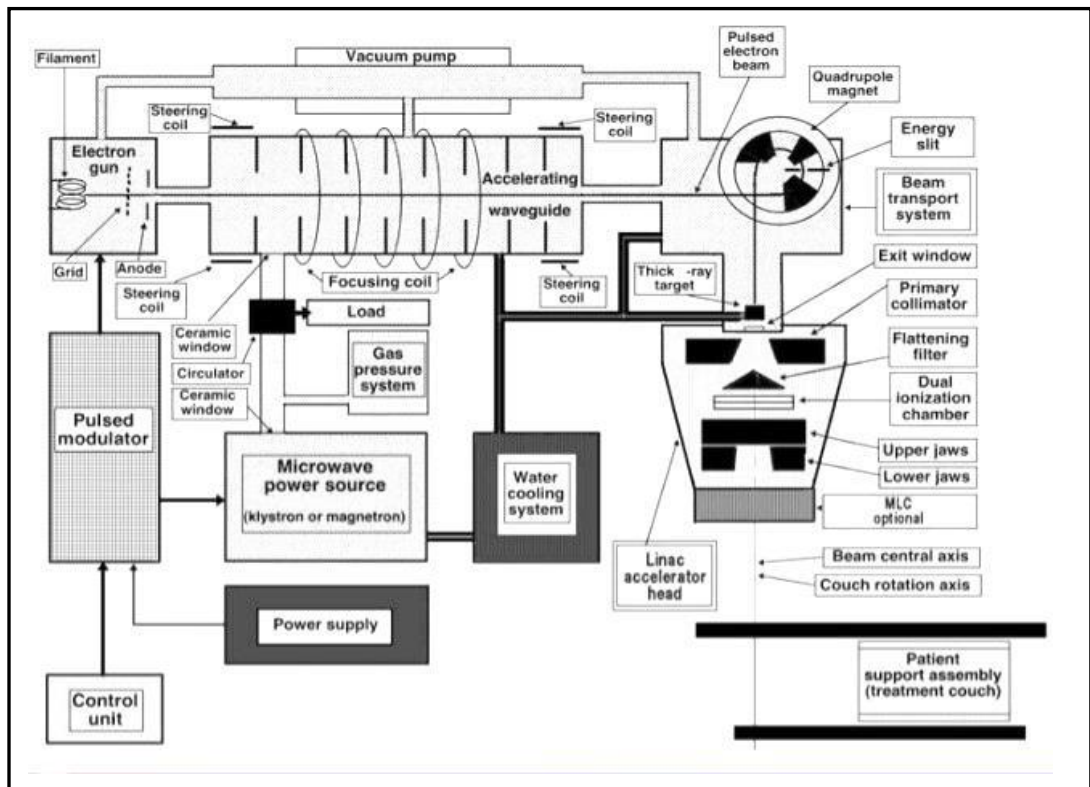 Filament
Vacuum pump
Pulsed
electron
beam
Quadrupole
magnet
Steering
coil
Steering
coil
Energy
slit
Electron
gun
Accelerating
waveguide
Beam
transport
system
Grid
Anode
Steering
coil
Focusing coil
Steering
coil
Thick -ray
target
Exit window
Primary
collimator
Load
Ceramic
window
Circulator
Ceramic
window
Gas
pressure
system
Flattening
filter
Dual
ionization
chamber
Pulsed
modulator
Microwave
power source
(klystron or magnetron)
Water
cooling
system
Upper jaws
Lower jaws
MLC
optional
Linac
accelerator
head
Beam central axis
Couch rotation axis
Power supply
Control
unit
Patient
support assembly
(treatment couch)